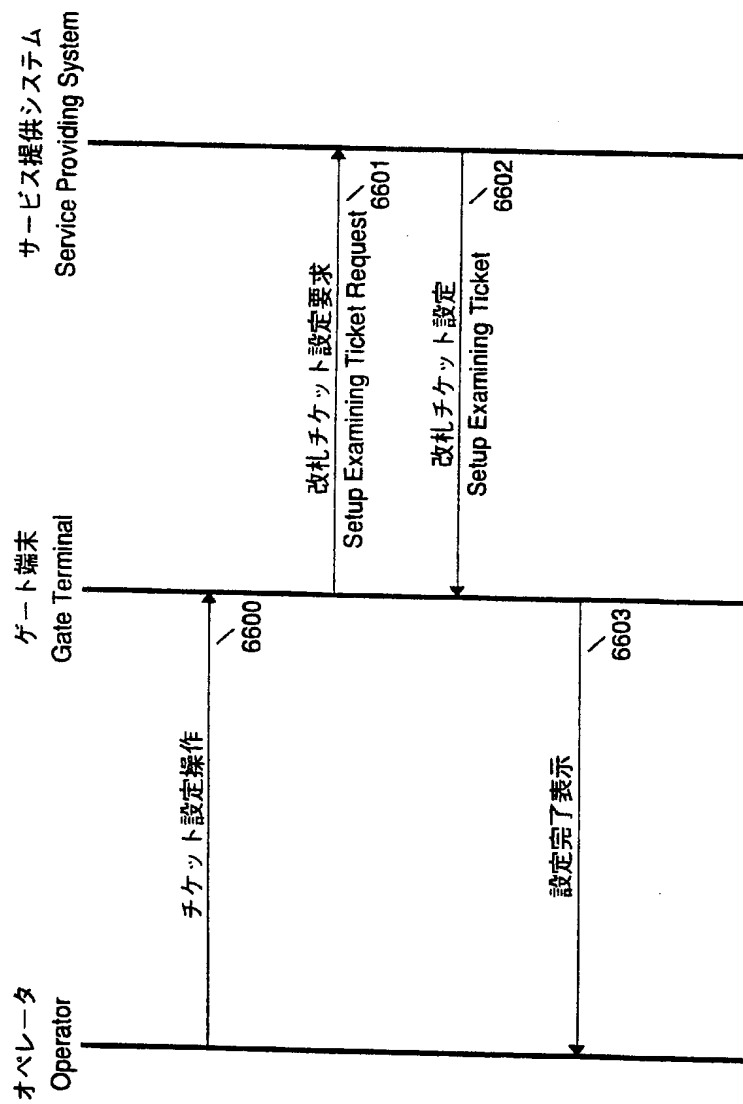 オペレータ
Operator
ゲート端末
Gate Terminal
サービス提供システム
Service Providing System
チケット設定操作
6600
改札チケット設定要求
Setup Examining Ticket Request
6601
改札チケット設定
Setup Examining Ticket
6602
設定完了表示
6603